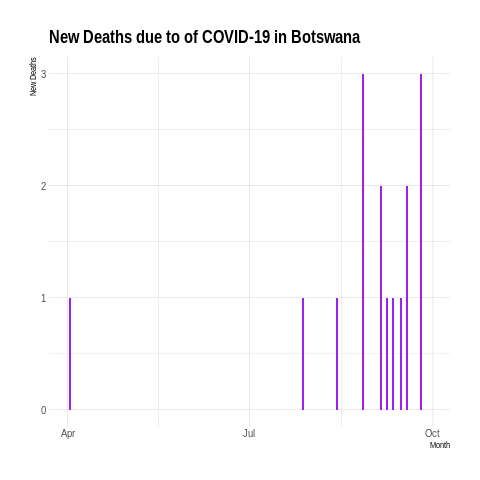 New Deaths due to of COVID-19 in Botswana
New Deaths
3
2
1
0
Apr
Jul
Oct
Month